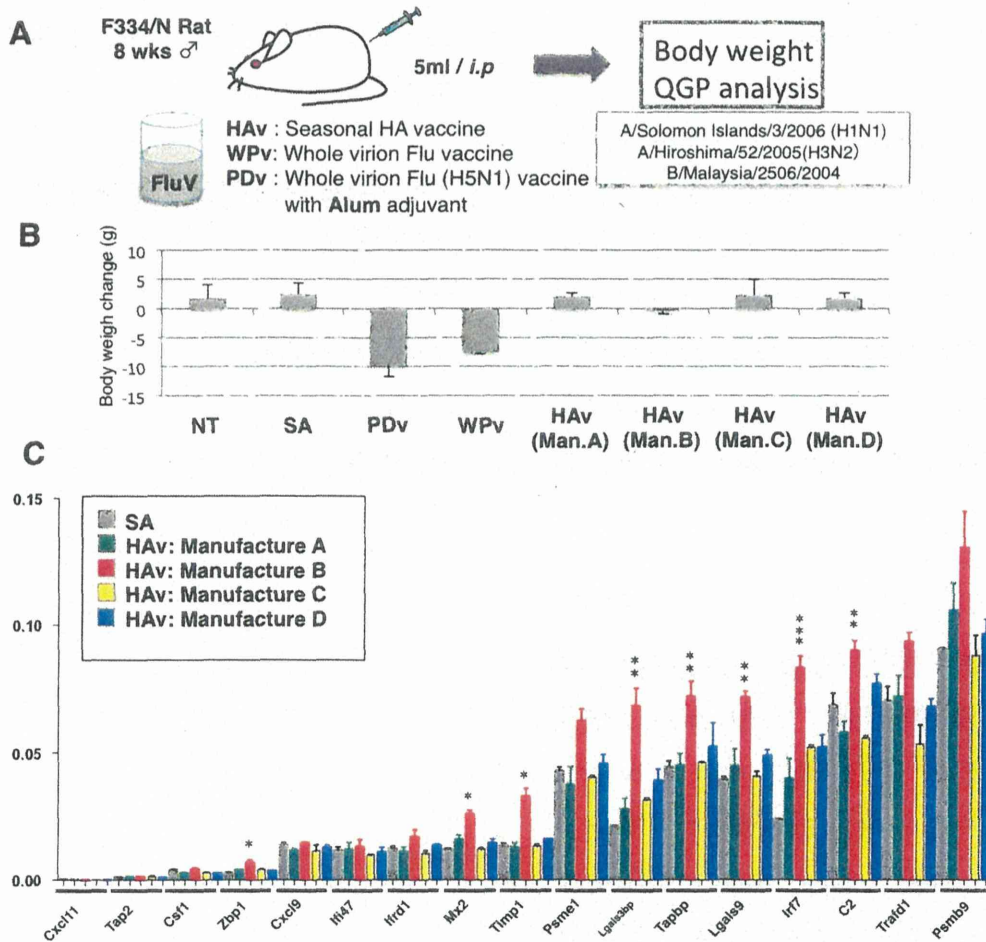 A
F334/N Rat
8 wks ♂
5ml / i.p
Body weight
QGP analysis
FluV
HAv : Seasonal HA vaccine
WPv: Whole virion Flu vaccine
PDv : Whole virion Flu (H5N1) vaccine
with Alum adjuvant
A/Solomon Islands/3/2006 (H1N1)
A/Hiroshima/52/2005(H3N2)
B/Malaysia/2506/2004
B
Body weigh change (g)
10
5
0
-5
-10
-15
NT
SA
PDv
WPv
HAv
(Man.A)
HAv
(Man.B)
HAv
(Man.C)
HAv
(Man.D)
C
0.15
0.10
0.05
0.00
SA
HAv: Manufacture A
HAv: Manufacture B
HAv: Manufacture C
HAv: Manufacture D
*
*
*
**
**
**
***
**
Cxcl11
Tap2
Csf1
Zbp1
Cxcl9
Ifi47
Ifrd1
Mx2
Timp1
Psme1
Lgals3bp
Tapbp
Lgals9
Irf7
C2
Trafd1
Psmb9